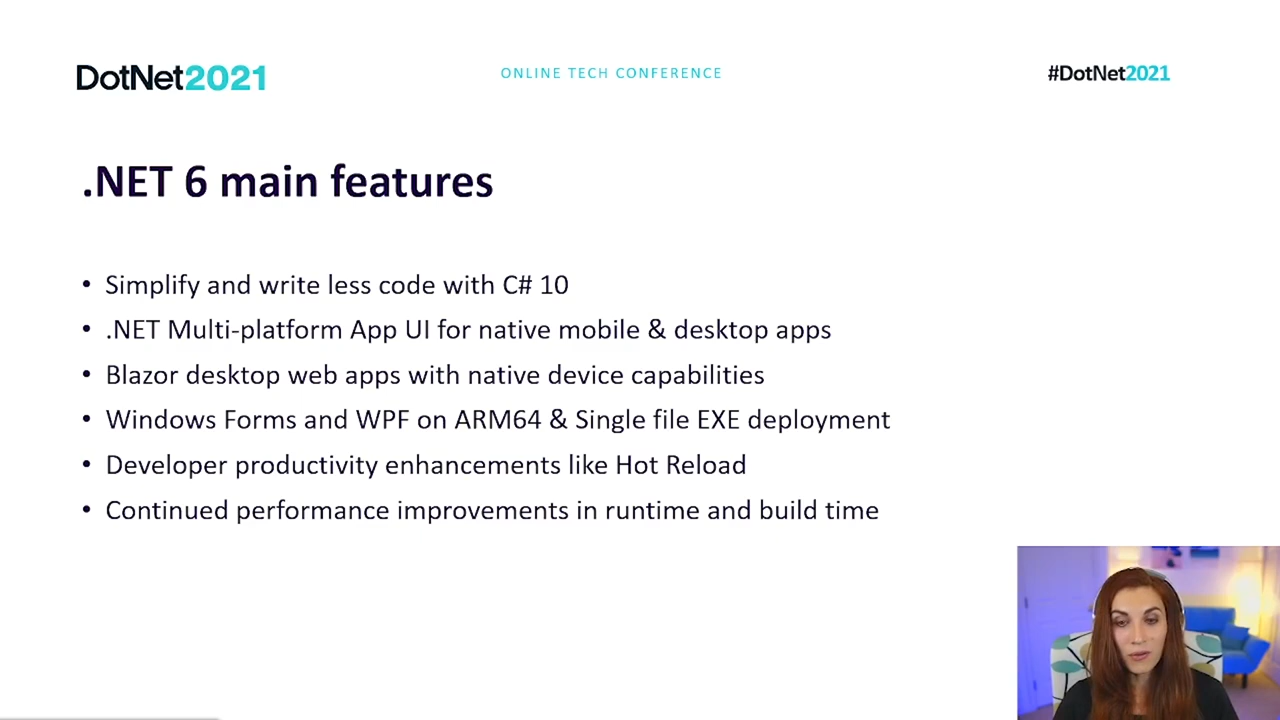 DotNet2021
ONLINE TECH CONFERENCE
#DotNet2021
.NET 6 main features
• Simplify and write less code with C# 10
• .NET Multi-platform App UI for native mobile & desktop apps
• Blazor desktop web apps with native device capabilities
• Windows Forms and WPF on ARM64 & Single file EXE deployment
• Developer productivity enhancements like Hot Reload
• Continued performance improvements in runtime and build time